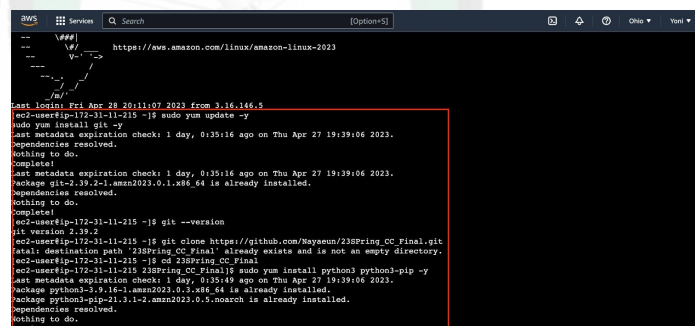 aws Services Search [Option+S] Ohio ▼ Yoni ▼
https://aws.amazon.com/linux/amazon-linux-2023
Last login: Fri Apr 28 20:11:07 2023 from 3.16.146.5
[ec2-user@ip-172-31-11-215 ~]$ sudo yum update -y
sudo yum install git -y
Last metadata expiration check: 1 day, 0:35:16 ago on Thu Apr 27 19:39:06 2023.
Dependencies resolved.
Nothing to do.
Complete!
Last metadata expiration check: 1 day, 0:35:16 ago on Thu Apr 27 19:39:06 2023.
Package git-2.39.2-1.amzn2023.0.1.x86_64 is already installed.
Dependencies resolved.
Nothing to do.
Complete!
[ec2-user@ip-172-31-11-215 ~]$ git --version
git version 2.39.2
[ec2-user@ip-172-31-11-215 ~]$ git clone https://github.com/Nayaeun/23SPring_CC_Final.git
fatal: destination path '23SPring_CC_Final' already exists and is not an empty directory.
[ec2-user@ip-172-31-11-215 ~]$ cd 23SPring_CC_Final
[ec2-user@ip-172-31-11-215 23SPring_CC_Final]$ sudo yum install python3 python3-pip -y
Last metadata expiration check: 1 day, 0:35:49 ago on Thu Apr 27 19:39:06 2023.
Package python3-3.9.16-1.amzn2023.0.3.x86_64 is already installed.
Package python3-pip-21.3.1-2.amzn2023.0.5.noarch is already installed.
Dependencies resolved.
Nothing to do.